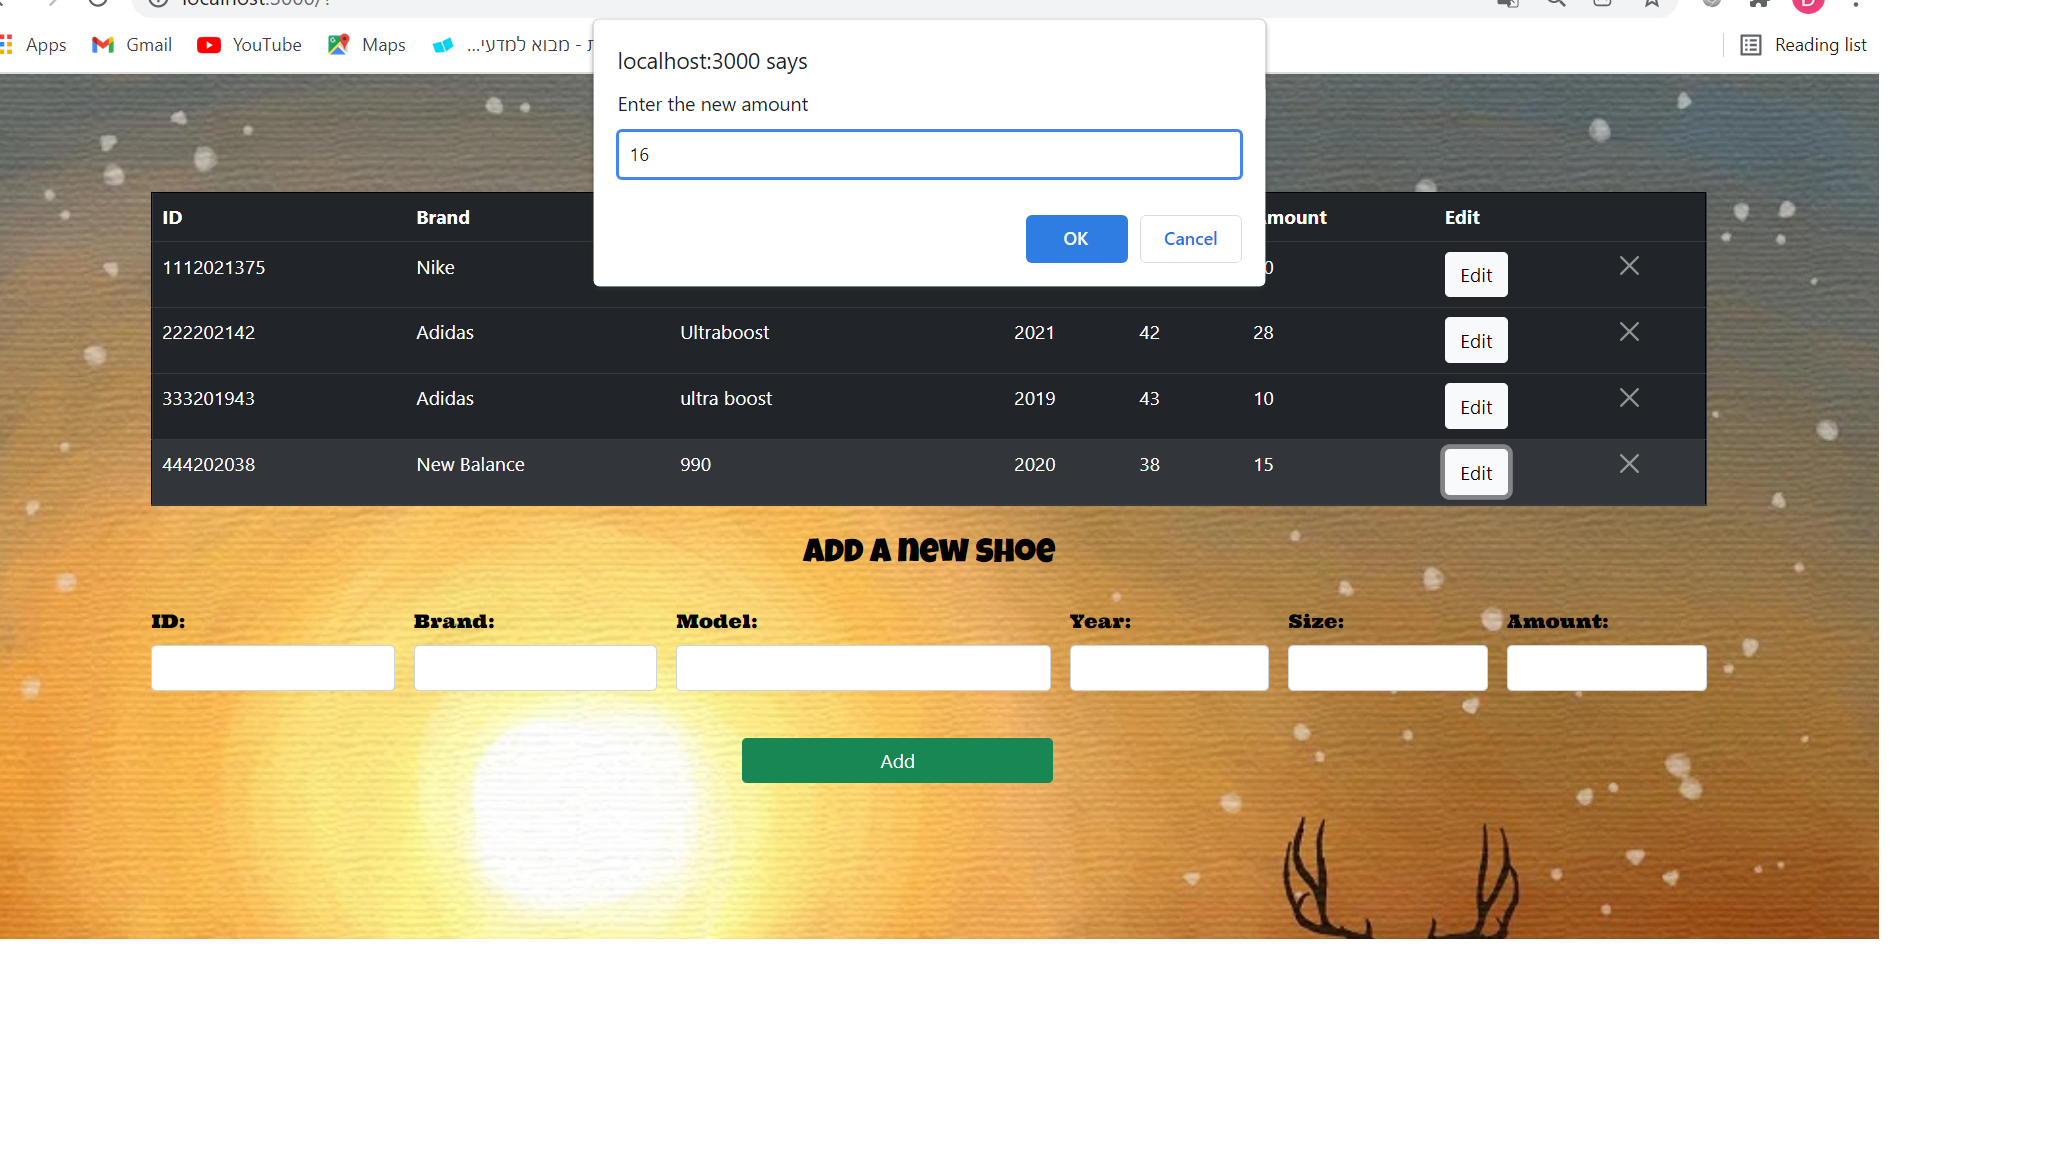 Apps Gmail YouTube Maps ...מבוא למדעי' - ת Reading list
localhost:3000 says
Enter the new amount
16
OK Cancel
ID Brand mount Edit
1112021375 Nike 0 Edit
222202142 Adidas Ultraboost 2021 42 28 Edit
333201943 Adidas ultra boost 2019 43 10 Edit
444202038 New Balance 990 2020 38 15 Edit
ADD A new SHOE
ID: Brand: Model: Year: Size: Amount:
Add